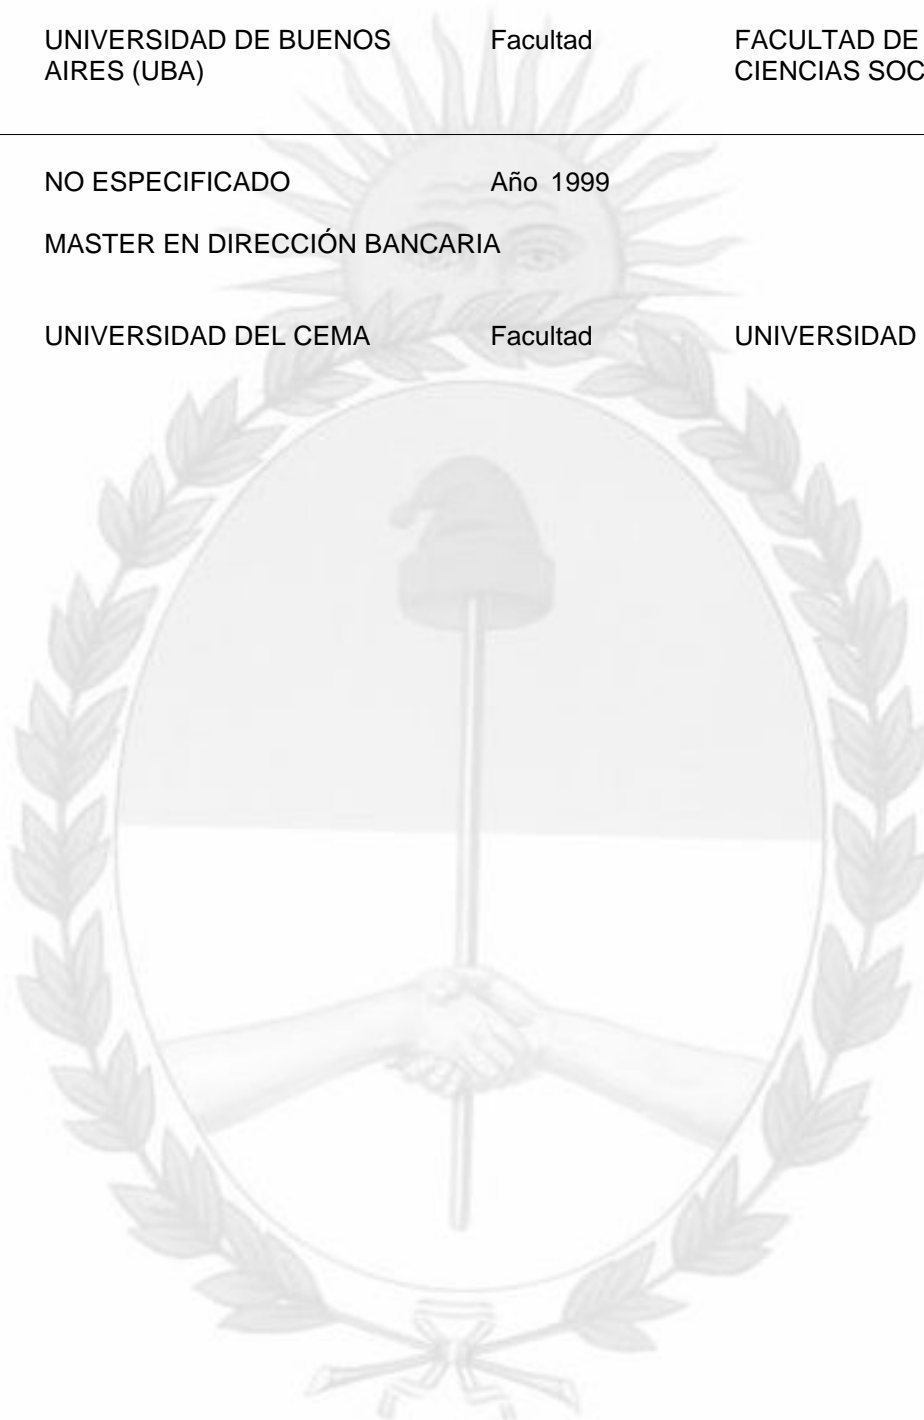 UNIVERSIDAD DE BUENOS Facultad FACULTAD DE
AIRES (UBA) CIENCIAS SOC
NO ESPECIFICADO Año 1999
MASTER EN DIRECCIÓN BANCARIA
UNIVERSIDAD DEL CEMA Facultad UNIVERSIDAD